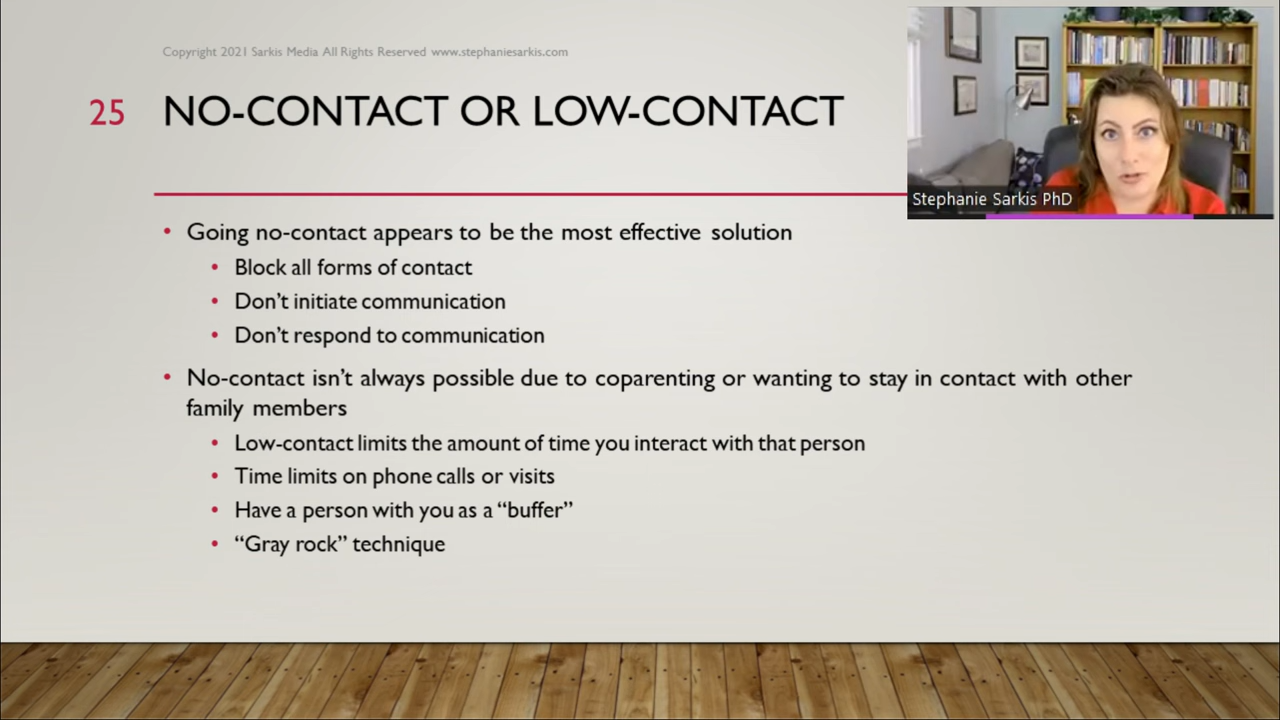 Copyright 2021 Sarkis Media All Rights Reserved www.stephaniesarkis.com
25 NO-CONTACT OR LOW-CONTACT
Stephanie Sarkis PhD
• Going no-contact appears to be the most effective solution
• Block all forms of contact
• Don’t initiate communication
• Don’t respond to communication
• No-contact isn’t always possible due to coparenting or wanting to stay in contact with other
family members
• Low-contact limits the amount of time you interact with that person
• Time limits on phone calls or visits
• Have a person with you as a “buffer”
• “Gray rock” technique